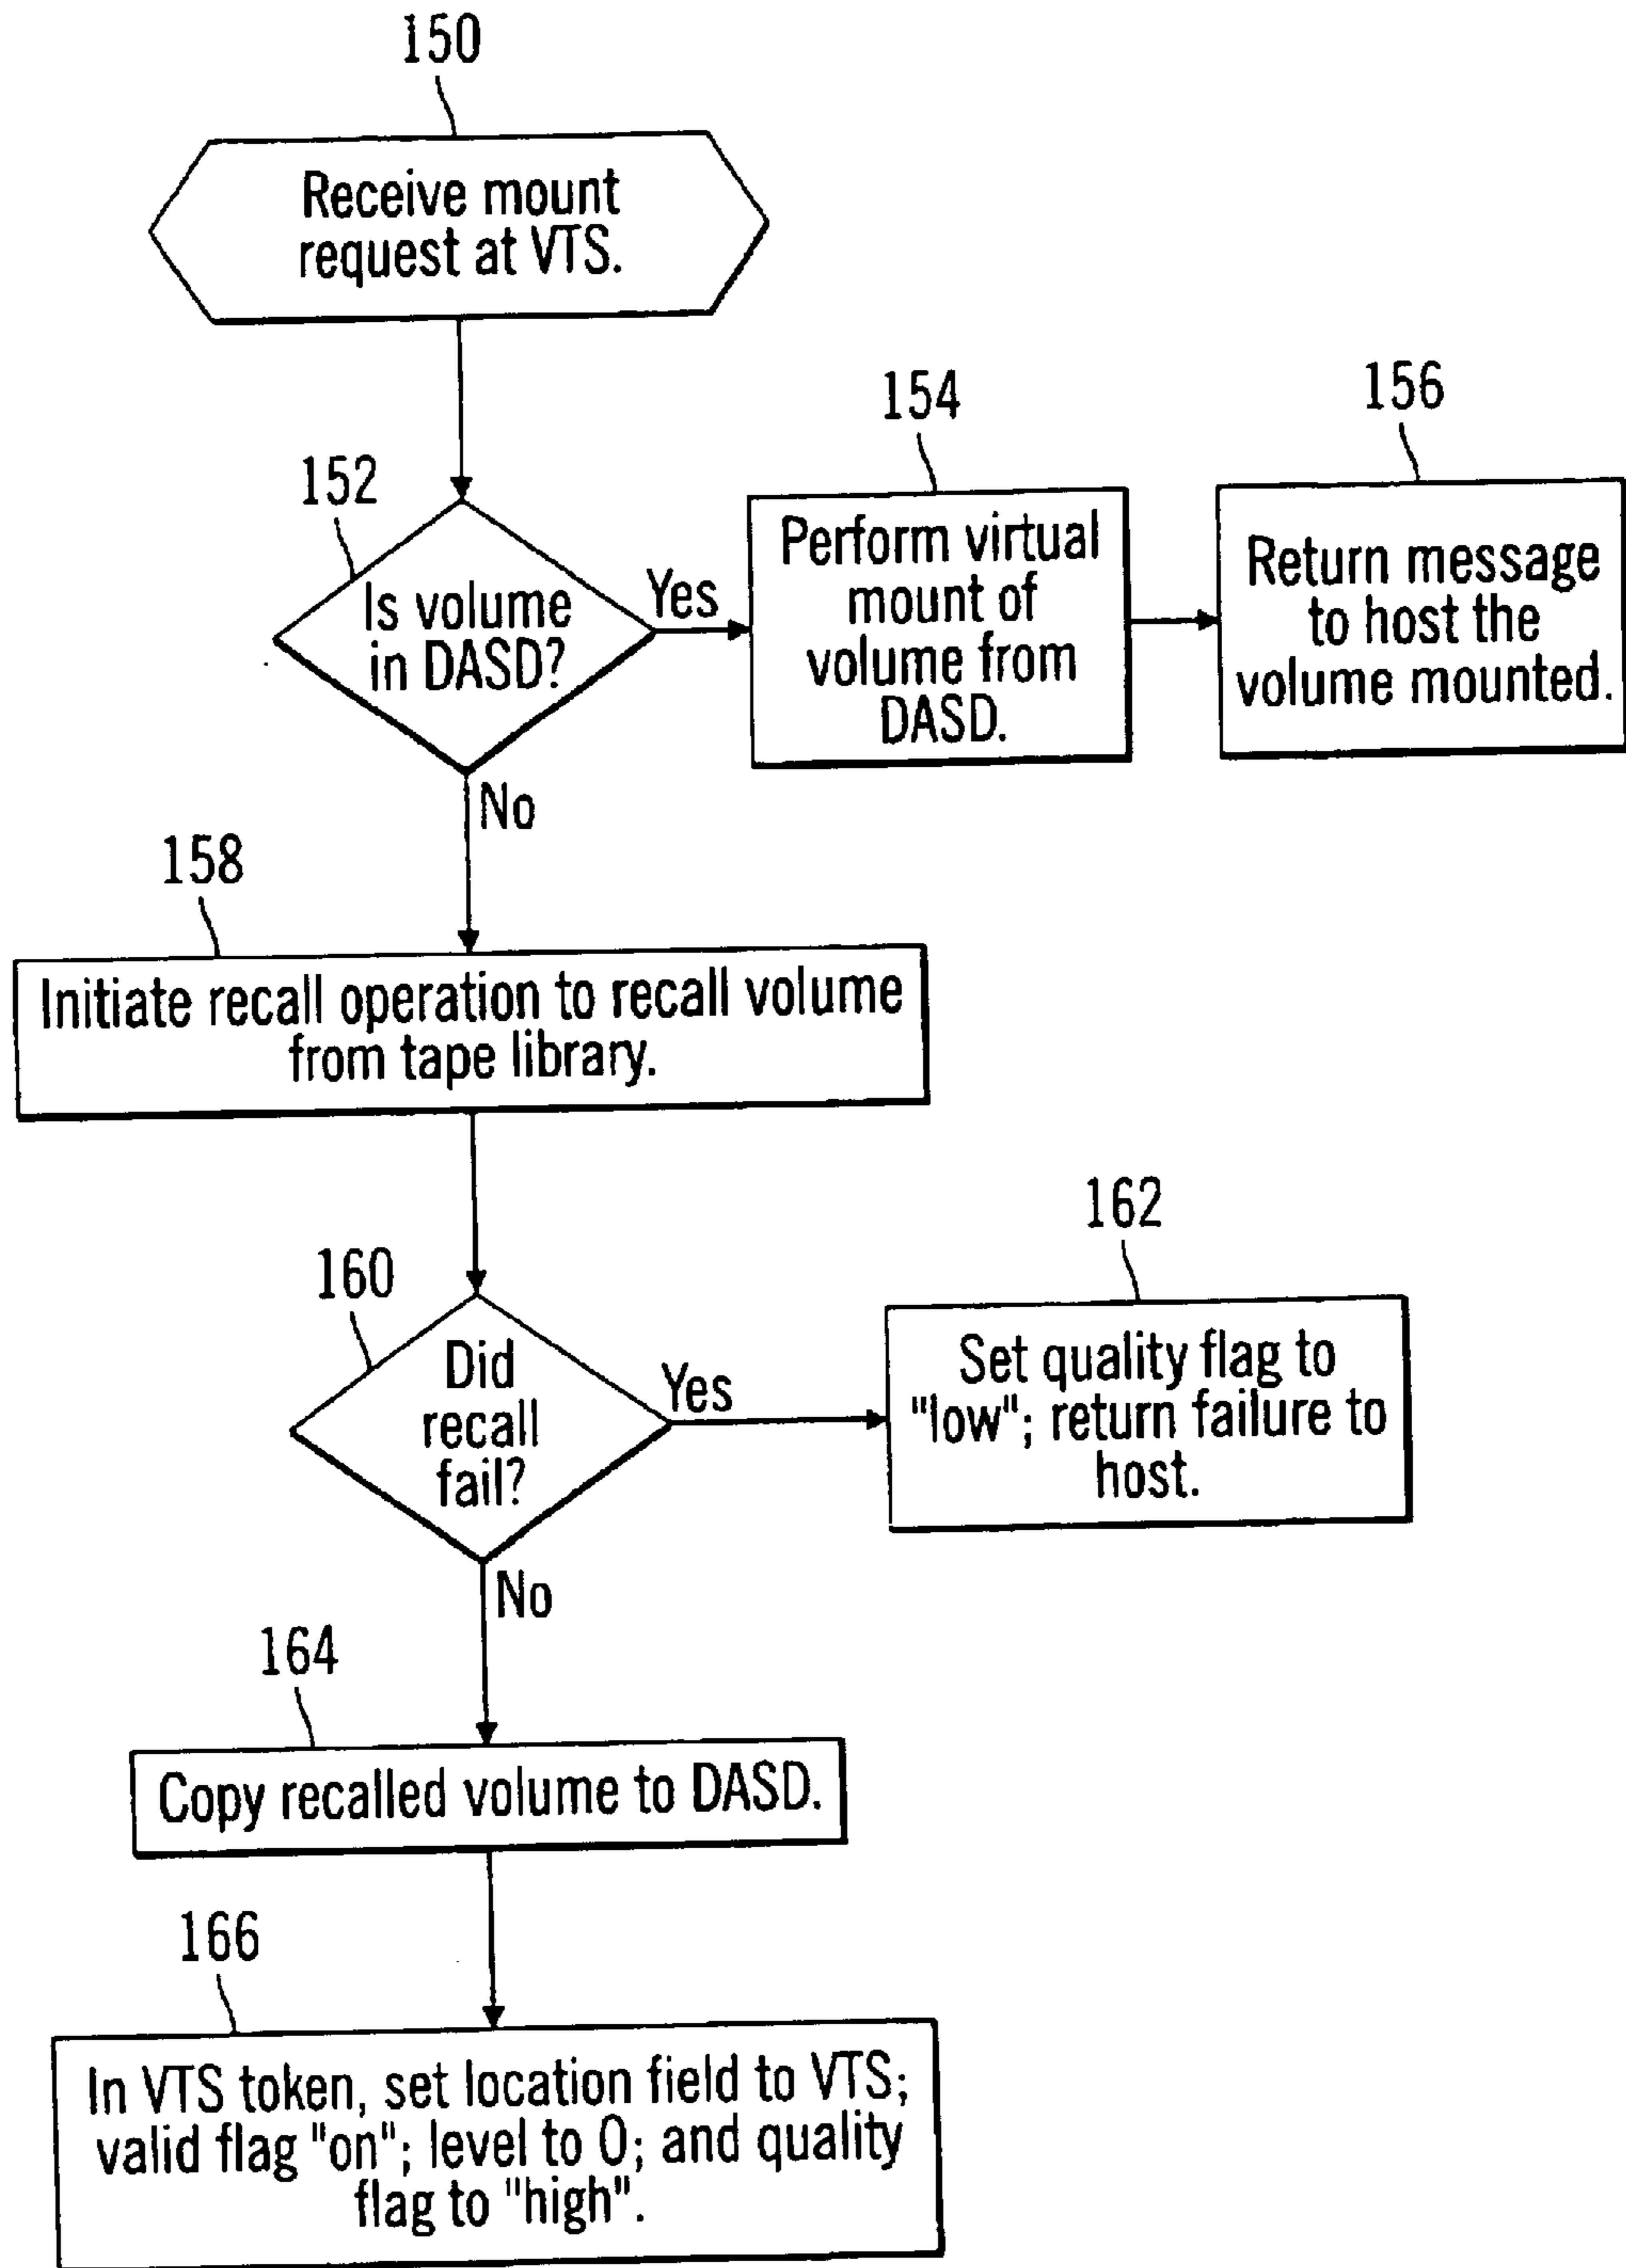 150
Receive mount
request at VTS.
152
Is volume
in DASD?
Yes
154
Perform virtual
mount of
volume from
DASD.
156
Return message
to host the
volume mounted.
No
158
Initiate recall operation to recall volume
from tape library.
160
Did
recall
fail?
Yes
162
Set quality flag to
"low"; return failure to
host.
No
164
Copy recalled volume to DASD.
166
In VTS token, set location field to VTS;
valid flag "on"; level to 0; and quality
flag to "high".